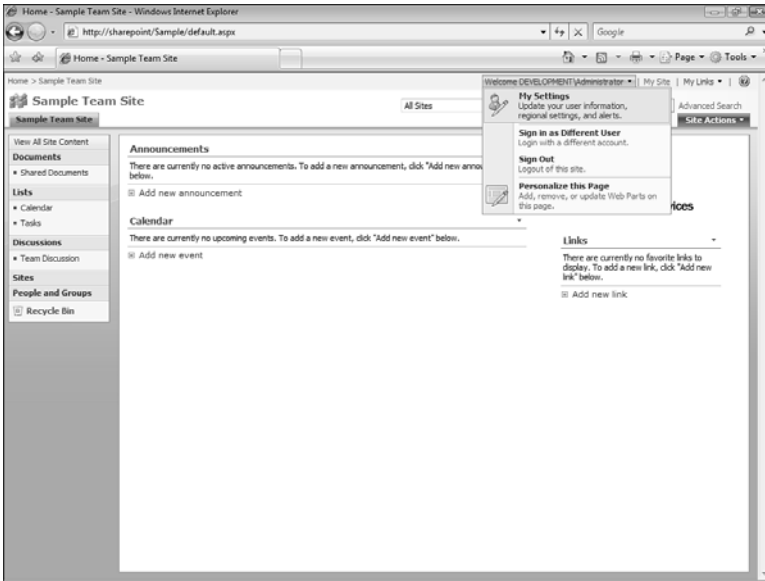 Home - Sample Team Site - Windows Internet Explorer
http://sharepoint/Sample/default.aspx
Google
Home - Sample Team Site
Page
Tools
Home > Sample Team Site
Welcome DEVELOPMENT\Administrator
My Site
My Links
Sample Team Site
All Sites
Advanced Search
Sample Team Site
Site Actions
My Settings
Update your user information,
regional settings, and alerts.
Sign in as Different User
Login with a different account.
Sign Out
Logout of this site.
Personalize this Page
Add, remove, or update Web Parts on
this page.
View All Site Content
Documents
Shared Documents
Lists
Calendar
Tasks
Discussions
Team Discussion
Sites
People and Groups
Recycle Bin
Announcements
There are currently no active announcements. To add a new announcement, click "Add new annou
below.
Add new announcement
Calendar
There are currently no upcoming events. To add a new event, click "Add new event" below.
Add new event
vices
Links
There are currently no favorite links to
display. To add a new link, click "Add new
link" below.
Add new link